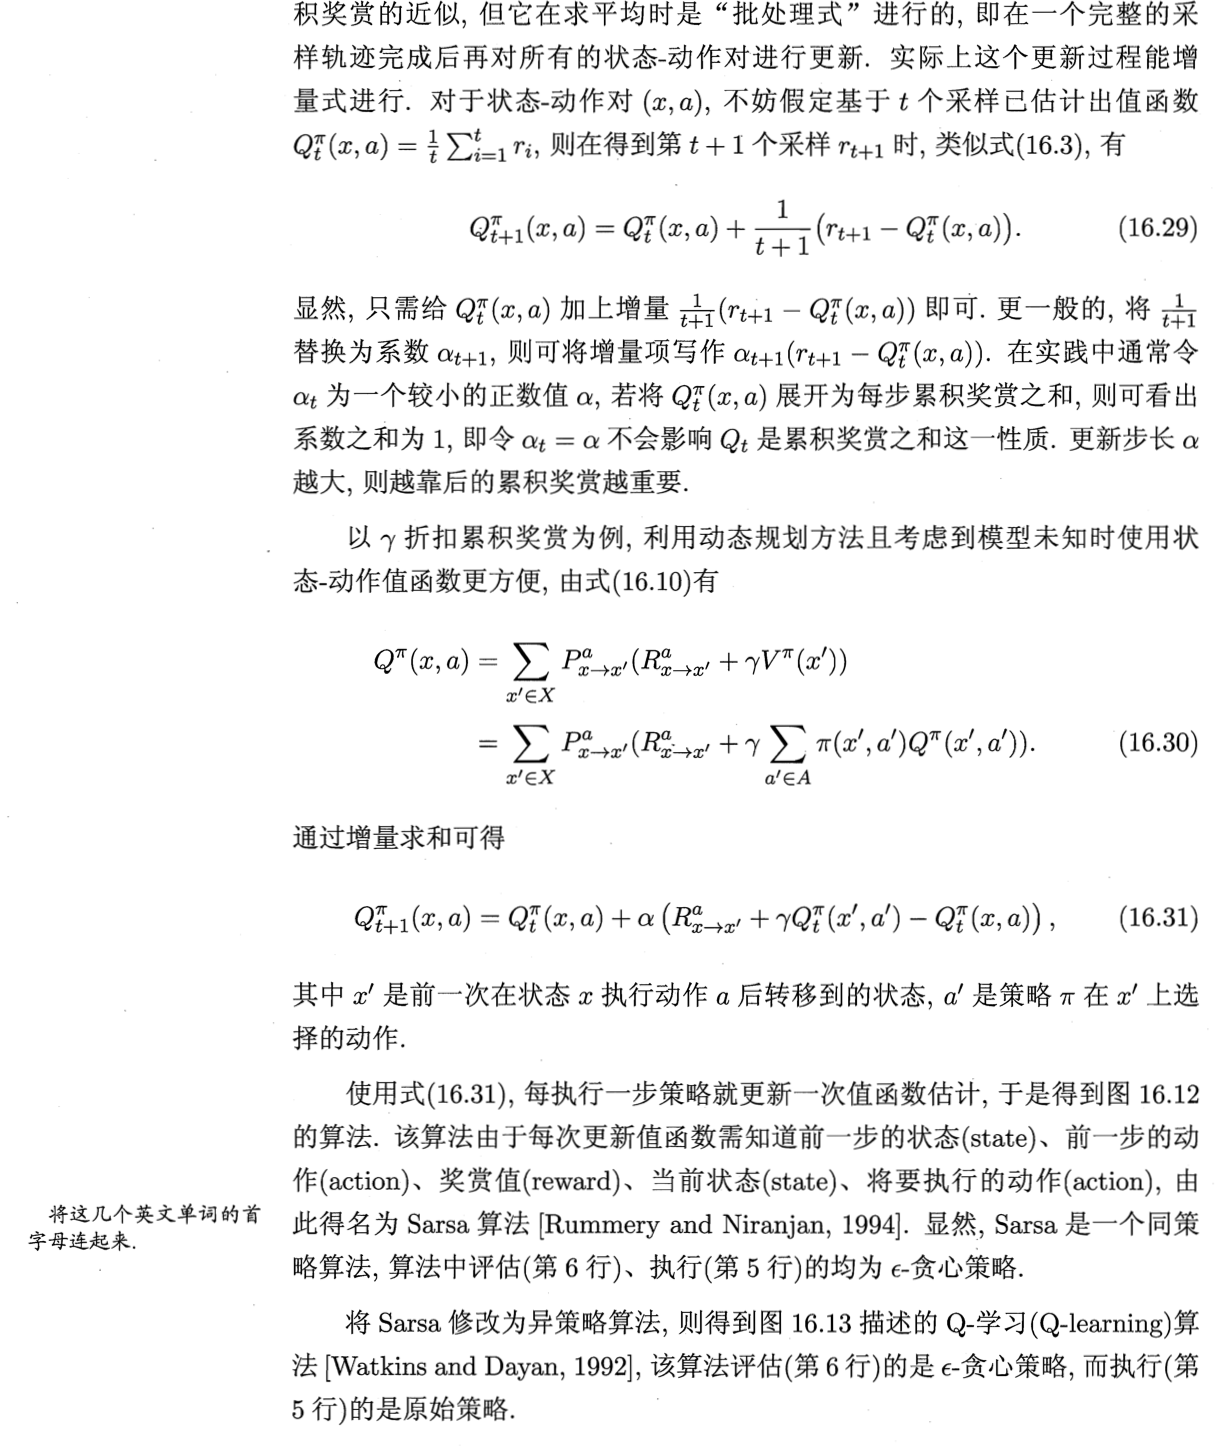 积奖赏的近似, 但它在求平均时是“批处理式”进行的, 即在一个完整的采
样轨迹完成后再对所有的状态-动作对进行更新. 实际上这个更新过程能增
量式进行. 对于状态-动作对 (x, a), 不妨假定基于 t 个采样已估计出值函数
$Q_t^\pi(x,a) = \frac{1}{t}\sum_{i=1}^{t} r_i$, 则在得到第 t + 1 个采样 $r_{t+1}$ 时, 类似式(16.3), 有
$Q_{t+1}^\pi(x,a) = Q_t^\pi(x,a) + \frac{1}{t+1}\left(r_{t+1} - Q_t^\pi(x,a)\right).$ (16.29)
显然, 只需给 $Q_t^\pi(x,a)$ 加上增量 $\frac{1}{t+1}(r_{t+1} - Q_t^\pi(x,a))$ 即可. 更一般的, 将 $\frac{1}{t+1}$
替换为系数 $\alpha_{t+1}$, 则可将增量项写作 $\alpha_{t+1}(r_{t+1} - Q_t^\pi(x,a))$. 在实践中通常令
$\alpha_t$ 为一个较小的正数值 α, 若将 $Q_t^\pi(x,a)$ 展开为每步累积奖赏之和, 则可看出
系数之和为 1, 即令 $\alpha_t = \alpha$ 不会影响 $Q_t$ 是累积奖赏之和这一性质. 更新步长 α
越大, 则越靠后的累积奖赏越重要.
以 γ 折扣累积奖赏为例, 利用动态规划方法且考虑到模型未知时使用状
态-动作值函数更方便, 由式(16.10)有
$Q^\pi(x,a) = \sum_{x'\in X} P_{x\to x'}^a (R_{x\to x'}^a + \gamma V^\pi(x'))$
$= \sum_{x'\in X} P_{x\to x'}^a (R_{x\to x'}^a + \gamma \sum_{a'\in A} \pi(x',a')Q^\pi(x',a')).$ (16.30)
通过增量求和可得
$Q_{t+1}^\pi(x,a) = Q_t^\pi(x,a) + \alpha\left(R_{x\to x'}^a + \gamma Q_t^\pi(x',a') - Q_t^\pi(x,a)\right),$ (16.31)
其中 x′ 是前一次在状态 x 执行动作 a 后转移到的状态, a′ 是策略 π 在 x′ 上选
择的动作.
使用式(16.31), 每执行一步策略就更新一次值函数估计, 于是得到图 16.12
的算法. 该算法由于每次更新值函数需知道前一步的状态(state)、前一步的动
作(action)、奖赏值(reward)、当前状态(state)、将要执行的动作(action), 由
此得名为 Sarsa 算法 [Rummery and Niranjan, 1994]. 显然, Sarsa 是一个同策
略算法, 算法中评估(第 6 行)、执行(第 5 行)的均为 ϵ-贪心策略.
将这几个英文单词的首
字母连起来.
将 Sarsa 修改为异策略算法, 则得到图 16.13 描述的 Q-学习(Q-learning)算
法 [Watkins and Dayan, 1992], 该算法评估(第 6 行)的是 ϵ-贪心策略, 而执行(第
5 行)的是原始策略.